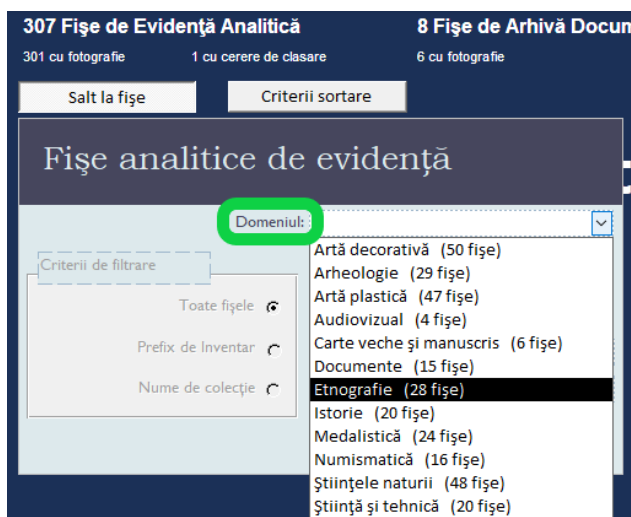 307 Fişe de Evidenţă Analitică 8 Fişe de Arhivă Docum
301 cu fotografie 1 cu cerere de clasare 6 cu fotografie
Salt la fişe Criterii sortare
Fişe analitice de evidenţă
Domeniul:
Criterii de filtrare
Toate fişele
Prefix de Inventar
Nume de colecţie
Artă decorativă (50 fişe)
Arheologie (29 fişe)
Artă plastică (47 fişe)
Audiovizual (4 fişe)
Carte veche şi manuscris (6 fişe)
Documente (15 fişe)
Etnografie (28 fişe)
Istorie (20 fişe)
Medalistică (24 fişe)
Numismatică (16 fişe)
Ştiinţele naturii (48 fişe)
Ştiinţă şi tehnică (20 fişe)